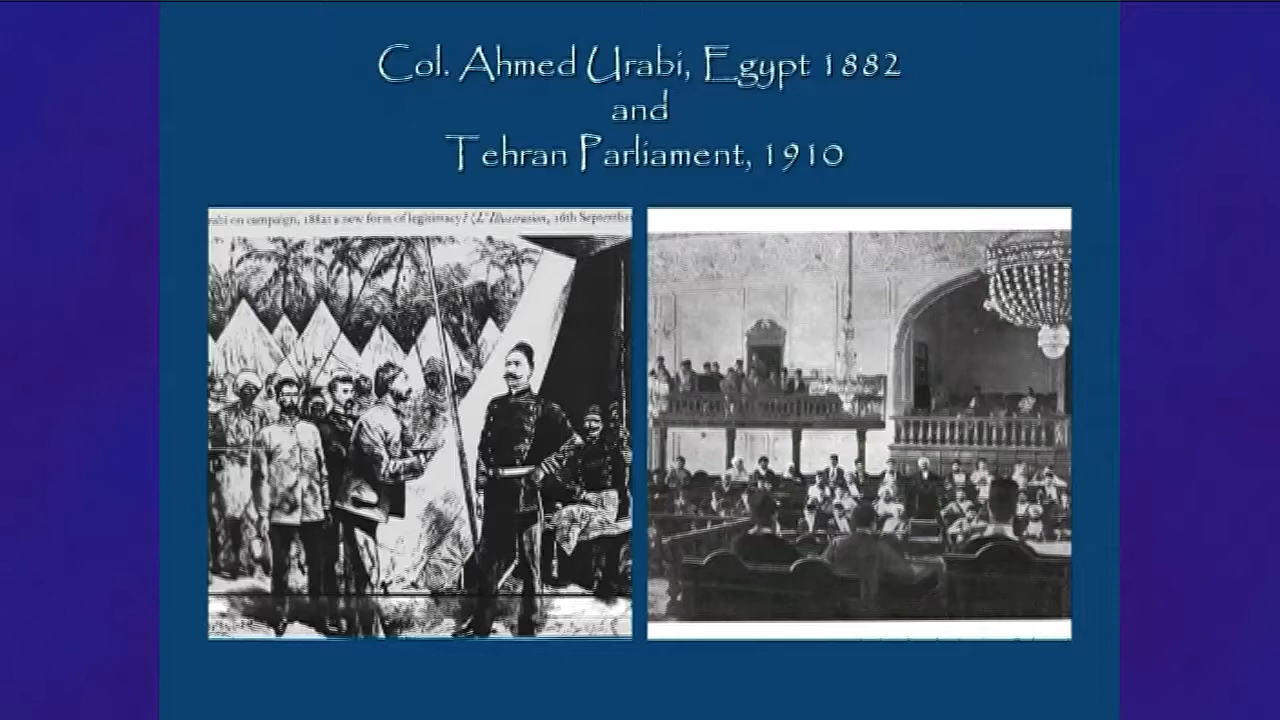 Col. Ahmed Urabi, Egypt 1882
and
Tehran Parliament, 1910
on campaign, 1882: a new form of legitimacy? (L'Illustration, 16th September